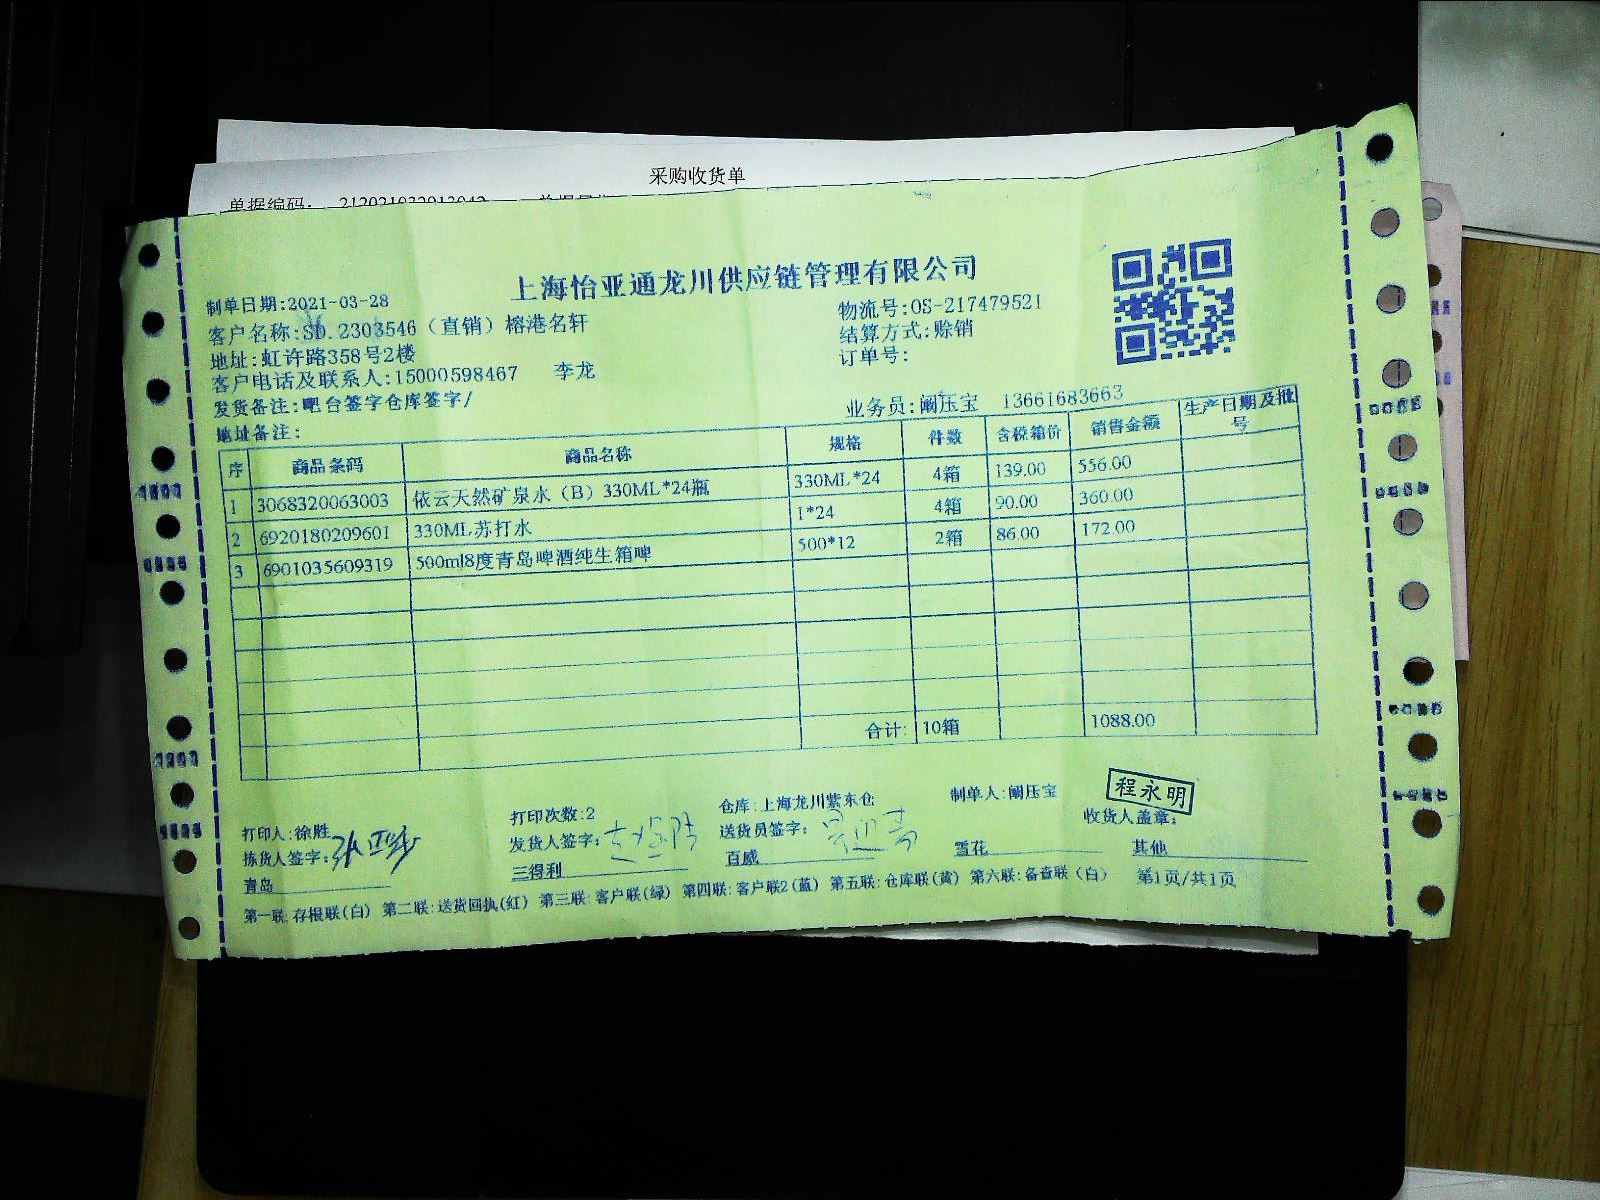 采购收货单
单据编码:
上海怡亚通龙川供应链管理有限公司
制单日期:2021-03-28
物流号:OS-217479521
客户名称:SD.2303546（直销）榕港名轩
结算方式:赊销
地址:虹许路358号2楼
订单号:
客户电话及联系人:15000598467 李龙
发货备注:吧台签字仓库签字/
业务员:阚压宝 13661683663
地址备注:
序 商品条码 商品名称 规格 件数 含税箱价 销售金额 生产日期及批号
1 3068320063003 依云天然矿泉水（B）330ML*24瓶 330ML*24 4箱 139.00 556.00
2 6920180209601 330ML苏打水 1*24 4箱 90.00 360.00
3 6901035609319 500ml8度青岛啤酒纯生箱啤 500*12 2箱 86.00 172.00
合计: 10箱 1088.00
打印人:徐胜 打印次数:2 仓库:上海龙川紫东仓 制单人:阚压宝 程永明
拣货人签字: 发货人签字: 送货员签字: 收货人盖章:
青岛 三得利 百威 雪花 其他
第一联:存根联(白) 第二联:送货回执(红) 第三联:客户联(绿) 第四联:客户联2(蓝) 第五联:仓库联(黄) 第六联:备查联(白) 第1页/共1页